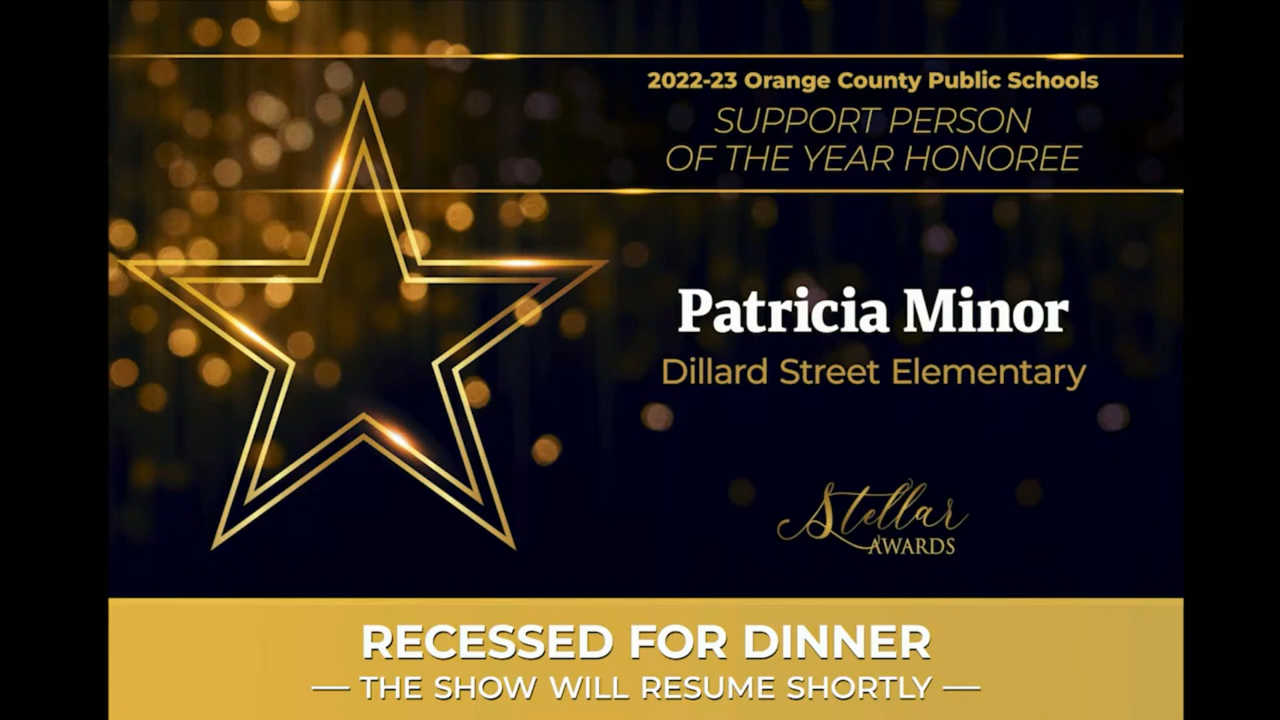 2022-23 Orange County Public Schools
SUPPORT PERSON
OF THE YEAR HONOREE
Patricia Minor
Dillard Street Elementary
Stellar
AWARDS
RECESSED FOR DINNER
— THE SHOW WILL RESUME SHORTLY —